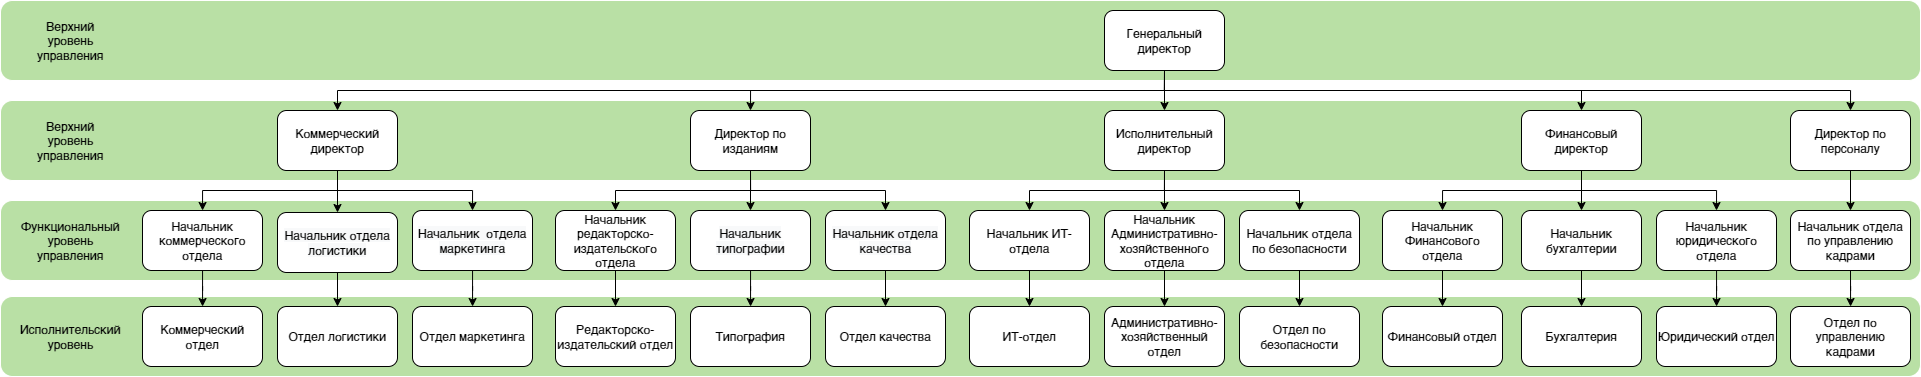 Верхний
уровень
управления
Генеральный
директор
Верхний
уровень
управления
Коммерческий
директор
Директор по
изданиям
Исполнительный
директор
Финансовый
директор
Директор по
персоналу
Функциональный
уровень
управления
Начальник
коммерческого
отдела
Начальник отдела
логистики
Начальник отдела
маркетинга
Начальник
редакторско-
издательского
отдела
Начальник
типографии
Начальник отдела
качества
Начальник ИТ-
отдела
Начальник
Административно-
хозяйственного
отдела
Начальник отдела
по безопасности
Начальник
Финансового
отдела
Начальник
бухгалтерии
Начальник
юридического
отдела
Начальник отдела
по управлению
кадрами
Исполнительский
уровень
Коммерческий
отдел
Отдел логистики
Отдел маркетинга
Редакторско-
издательский отдел
Типография
Отдел качества
ИТ-отдел
Административно-
хозяйственный
отдел
Отдел по
безопасности
Финансовый отдел
Бухгалтерия
Юридический отдел
Отдел по
управлению
кадрами